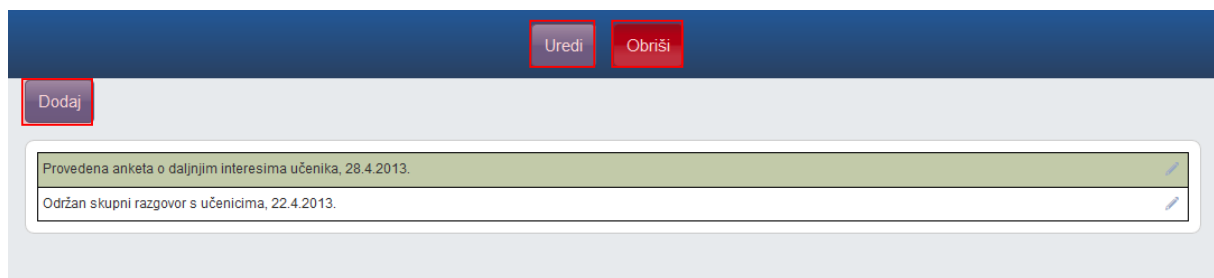 Uredi Obriši
Dodaj
Provedena anketa o daljnjim interesima učenika, 28.4.2013.
Održan skupni razgovor s učenicima, 22.4.2013.